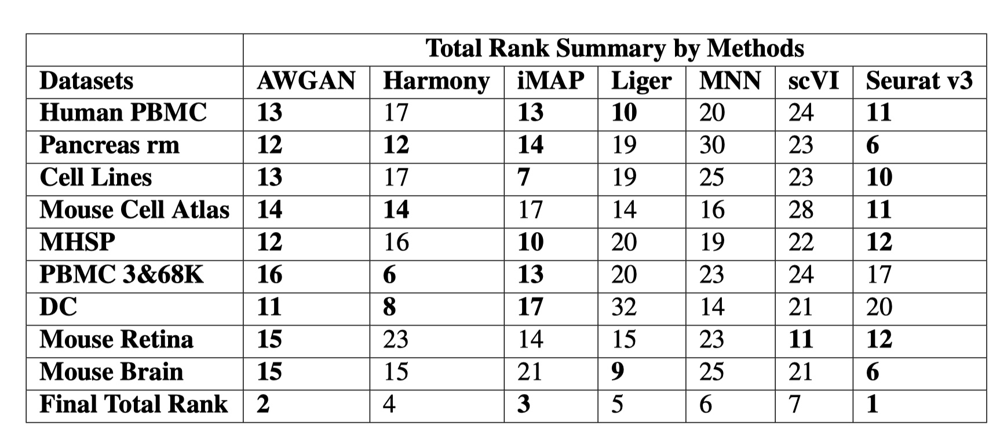 Total Rank Summary by Methods
Datasets AWGAN Harmony iMAP Liger MNN scVI Seurat v3
Human PBMC 13 17 13 10 20 24 11
Pancreas rm 12 12 14 19 30 23 6
Cell Lines 13 17 7 19 25 23 10
Mouse Cell Atlas 14 14 17 14 16 28 11
MHSP 12 16 10 20 19 22 12
PBMC 3&68K 16 6 13 20 23 24 17
DC 11 8 17 32 14 21 20
Mouse Retina 15 23 14 15 23 11 12
Mouse Brain 15 15 21 9 25 21 6
Final Total Rank 2 4 3 5 6 7 1